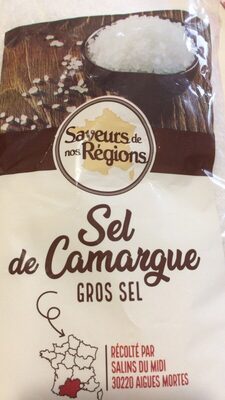 Saveurs de
nos Régions
Sel
de Camargue
GROS SEL
RÉCOLTÉ PAR
SALINS DU MIDI
30220 AIGUES MORTES